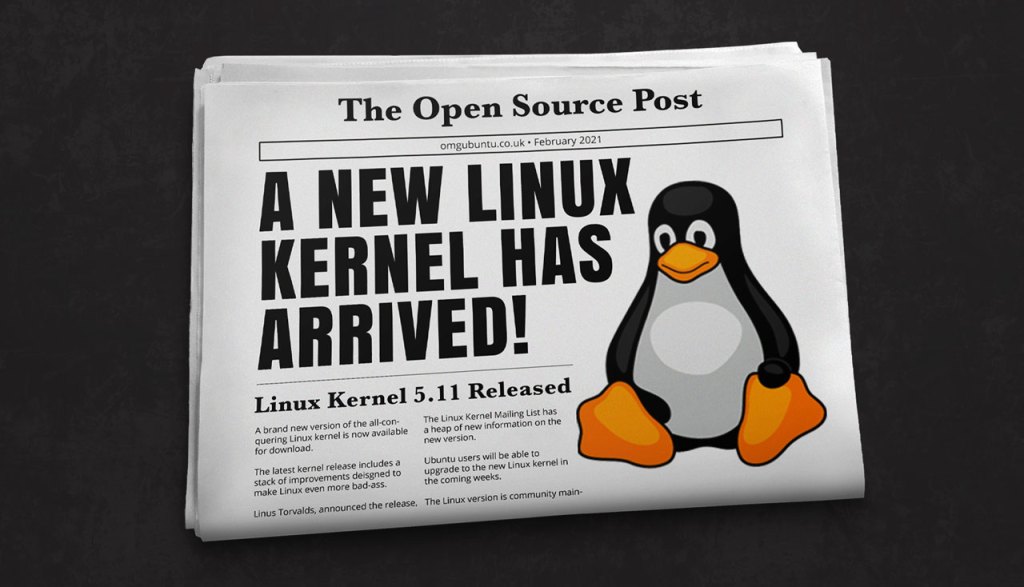 The Open Source Post
omgubuntu.co.uk • February 2021
A NEW LINUX
KERNEL HAS
ARRIVED!
Linux Kernel 5.11 Released
A brand new version of the all-con-
quering Linux kernel is now available
for download.
The latest kernel release includes a
stack of improvements deisgned to
make Linux even more bad-ass.
Linus Torvalds, announced the release.
The Linux Kernel Mailing List has
a heap of new information on the
new version.
Ubuntu users will be able to
upgrade to the new Linux kernel in
the coming weeks.
The Linux version is community main-